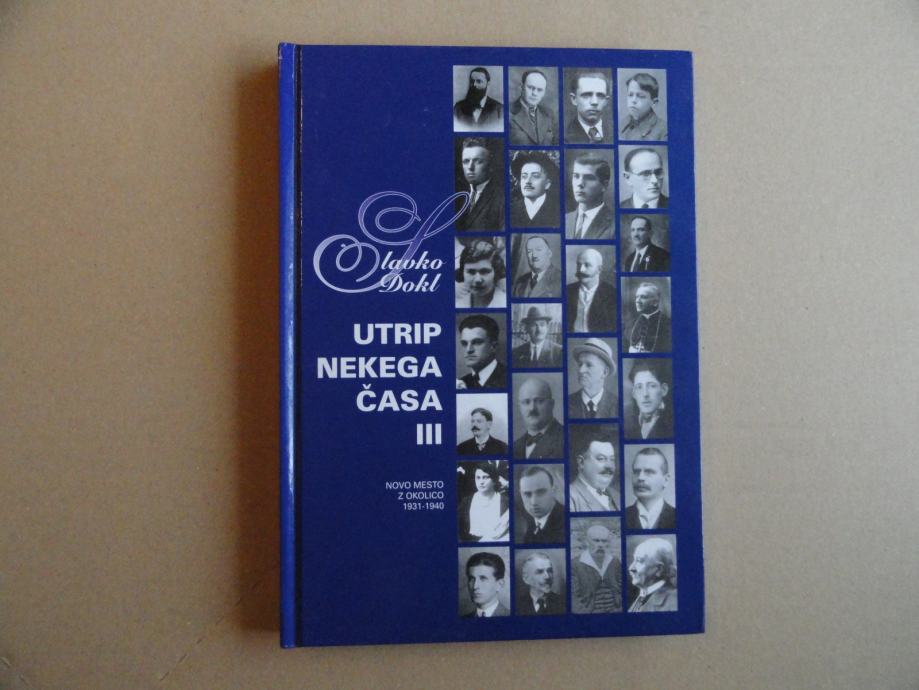 Slavko
Dokl
UTRIP
NEKEGA
ČASA
III
NOVO MESTO
Z OKOLICO
1931-1940